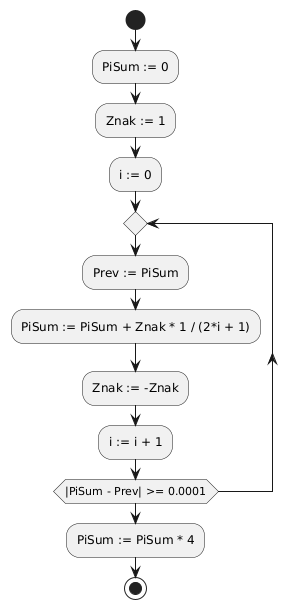 PiSum := 0
Znak := 1
i := 0
Prev := PiSum
PiSum := PiSum + Znak * 1 / (2*i + 1)
Znak := -Znak
i := i + 1
|PiSum - Prev| >= 0.0001
PiSum := PiSum * 4